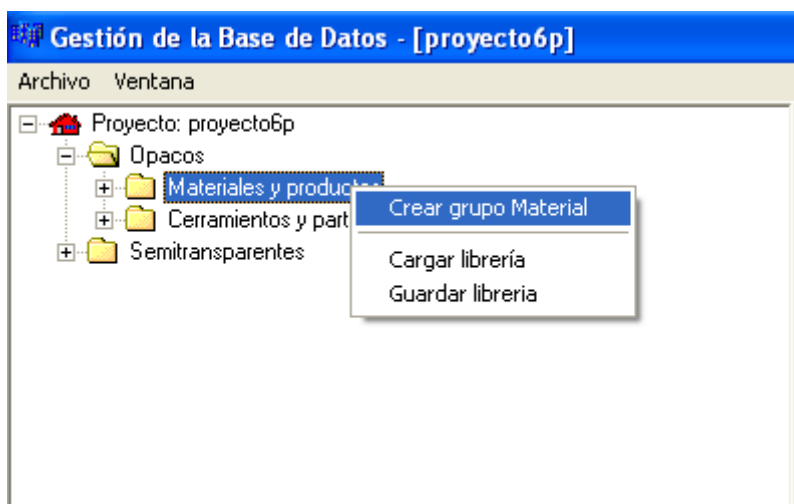 Gestión de la Base de Datos - [proyecto6p]
Archivo Ventana
Proyecto: proyecto6p
Opacos
Materiales y productos
Crear grupo Material
Cerramientos y part
Semitransparentes
Cargar librería
Guardar libreria